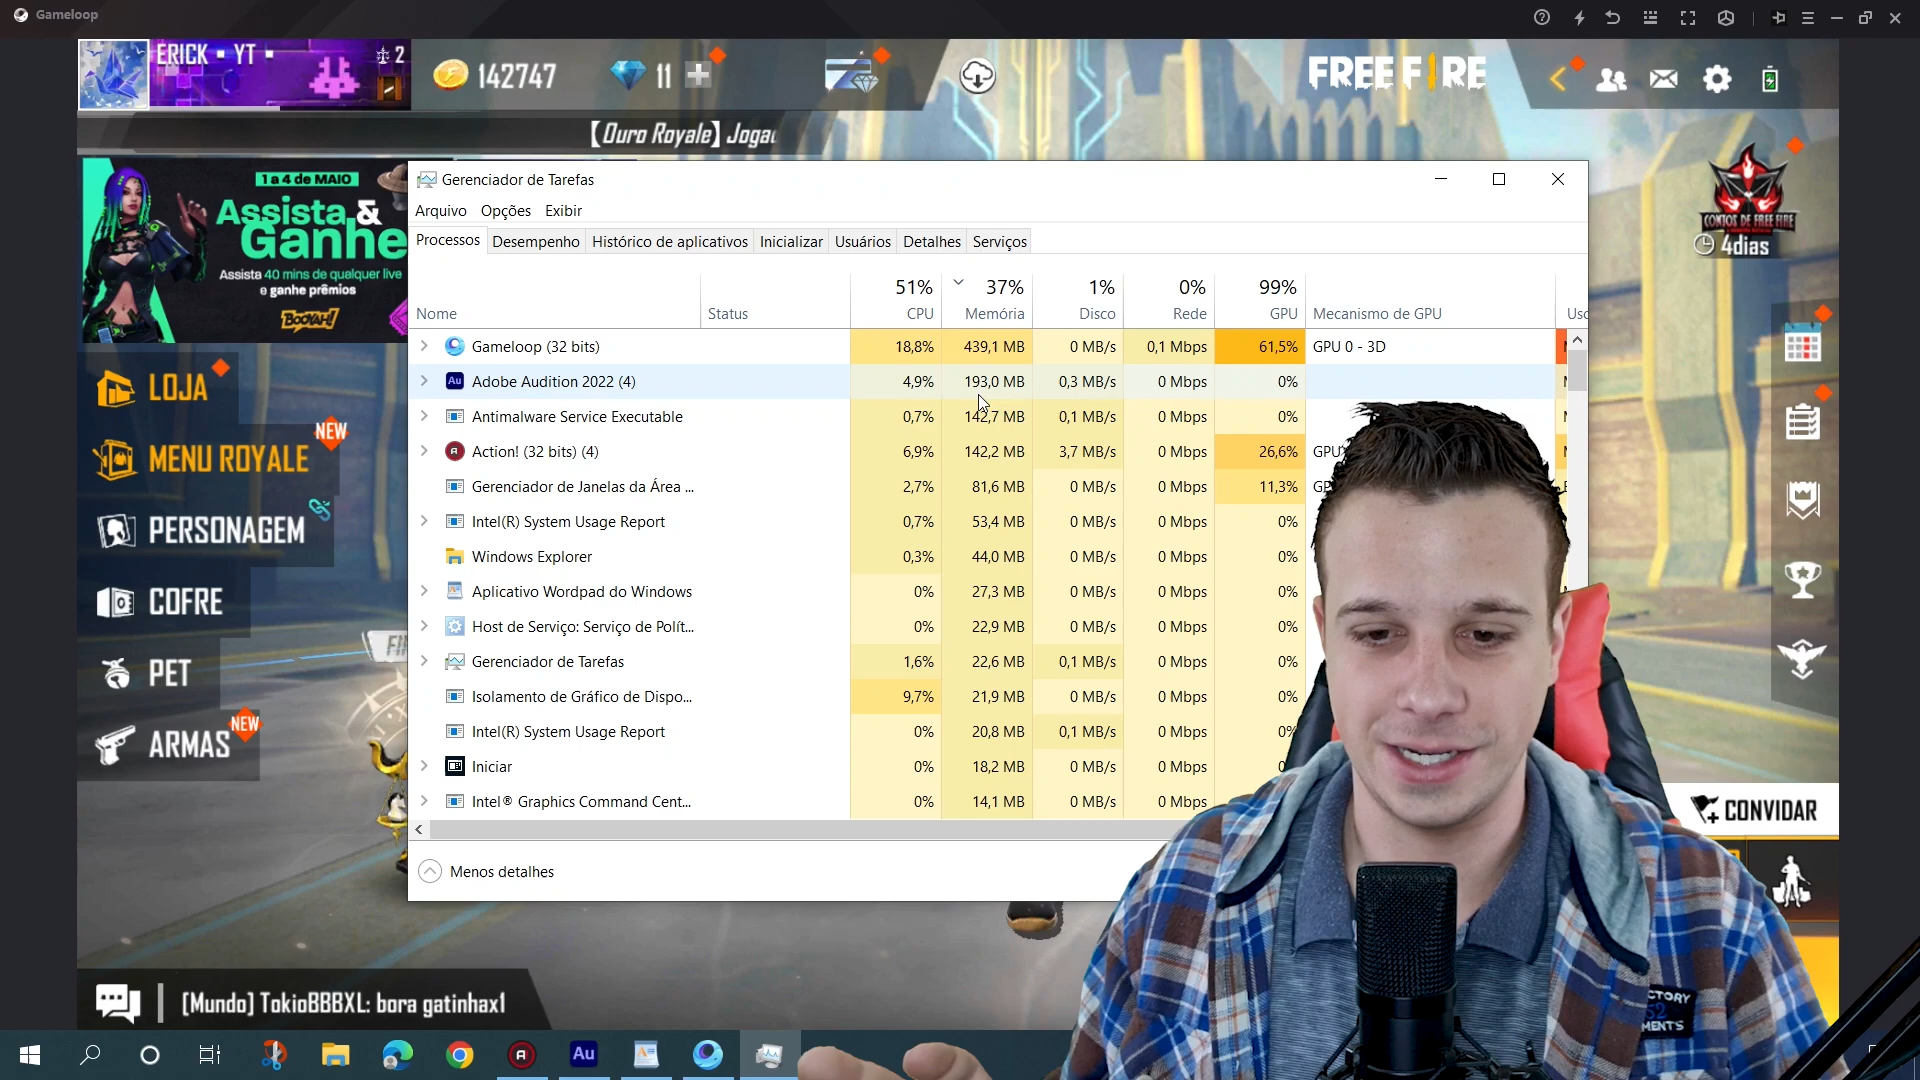 Gameloop
ERICK • YT •
2
142747
11
FREE FIRE
【Ouro Royale】Joga
1 a 4 de MAIO
Assista &
Ganhe
Assista 40 mins de qualquer live
e ganhe prêmios
BOOYAH!
CONTOS DE FREE FIRE
4dias
LOJA
NEW
MENU ROYALE
PERSONAGEM
COFRE
PET
NEW
ARMAS
CONVIDAR
[Mundo] TokioBBBXL: bora gatinhax1
Gerenciador de Tarefas
Arquivo Opções Exibir
Processos Desempenho Histórico de aplicativos Inicializar Usuários Detalhes Serviços
51% 37% 1% 0% 99%
Nome Status CPU Memória Disco Rede GPU Mecanismo de GPU
Gameloop (32 bits) 18,8% 439,1 MB 0 MB/s 0,1 Mbps 61,5% GPU 0 - 3D
Au Adobe Audition 2022 (4) 4,9% 193,0 MB 0,3 MB/s 0 Mbps 0%
Antimalware Service Executable 0,7% 142,7 MB 0,1 MB/s 0 Mbps 0%
Action! (32 bits) (4) 6,9% 142,2 MB 3,7 MB/s 0 Mbps 26,6% GPU
Gerenciador de Janelas da Área ... 2,7% 81,6 MB 0 MB/s 0 Mbps 11,3% GP
Intel(R) System Usage Report 0,7% 53,4 MB 0 MB/s 0 Mbps 0%
Windows Explorer 0,3% 44,0 MB 0 MB/s 0 Mbps 0%
Aplicativo Wordpad do Windows 0% 27,3 MB 0 MB/s 0 Mbps 0%
Host de Serviço: Serviço de Polít... 0% 22,9 MB 0 MB/s 0 Mbps 0%
Gerenciador de Tarefas 1,6% 22,6 MB 0,1 MB/s 0 Mbps 0%
Isolamento de Gráfico de Dispo... 9,7% 21,9 MB 0 MB/s 0 Mbps 0%
Intel(R) System Usage Report 0% 20,8 MB 0,1 MB/s 0 Mbps 0%
Iniciar 0% 18,2 MB 0 MB/s 0 Mbps
Intel® Graphics Command Cent... 0% 14,1 MB 0 MB/s 0 Mbps
Menos detalhes
Au